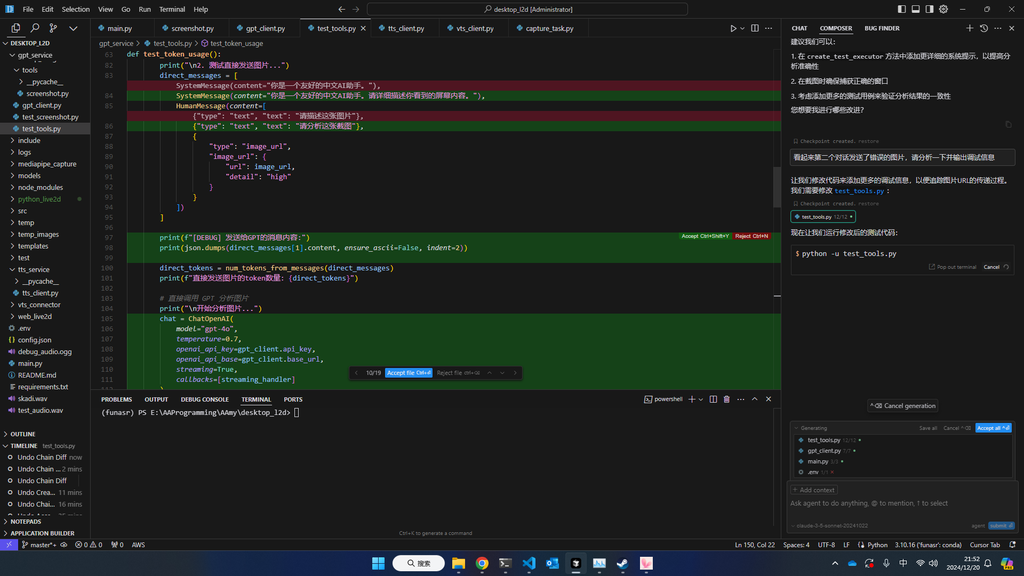 File Edit Selection View Go Run Terminal Help
desktop_l2d [Administrator]
DESKTOP_L2D
gpt_service
tools
__pycache__
screenshot.py
gpt_client.py
test_screenshot.py
test_tools.py
include
logs
mediapipe_capture
models
node_modules
python_live2d
src
temp
temp_images
templates
test
tts_service
__pycache__
tts_client.py
vts_connector
web_live2d
.env
config.json
debug_audio.ogg
main.py
README.md
requirements.txt
skadi.wav
test_audio.wav
OUTLINE
TIMELINE test_tools.py
Undo Chain Diff now
Undo Chain ... 2 mins
Undo Chain Diff
Undo Crea... 11 mins
Undo Chai... 16 mins
NOTEPADS
APPLICATION BUILDER
main.py screenshot.py gpt_client.py test_tools.py tts_client.py vts_client.py capture_task.py
gpt_service > test_tools.py > test_token_usage
63 def test_token_usage():
82 print("\n2. 测试直接发送图片...")
83 direct_messages = [
SystemMessage(content="你是一个友好的中文AI助手。"),
84 SystemMessage(content="你是一个友好的中文AI助手。请详细描述你看到的屏幕内容。"),
85 HumanMessage(content=[
{"type": "text", "text": "请描述这张图片"},
86 {"type": "text", "text": "请分析这张截图"},
87 {
88 "type": "image_url",
89 "image_url": {
90 "url": image_url,
91 "detail": "high"
92 }
93 }
94 ])
95 ]
96
97 print(f"[DEBUG] 发送给GPT的消息内容:")
98 print(json.dumps(direct_messages[1].content, ensure_ascii=False, indent=2))
99
100 direct_tokens = num_tokens_from_messages(direct_messages)
101 print(f"直接发送图片的token数量: {direct_tokens}")
102
103 # 直接调用 GPT 分析图片
104 print("\n开始分析图片...")
105 chat = ChatOpenAI(
106 model="gpt-4o",
107 temperature=0.7,
108 openai_api_key=gpt_client.api_key,
109 openai_api_base=gpt_client.base_url,
110 streaming=True,
111 callbacks=[streaming_handler]
Accept Ctrl+Shift+Y Reject Ctrl+N
10/19 Accept file Reject file
PROBLEMS OUTPUT DEBUG CONSOLE TERMINAL PORTS
powershell
(funasr) PS E:\AAProgramming\AAmy\desktop_l2d>
Ctrl+K to generate a command
CHAT COMPOSER BUG FINDER
建议我们可以:
1. 在 create_test_executor 方法中添加更详细的系统提示，以提高分析准确性
2. 在截图时确保捕获正确的窗口
3. 考虑添加更多的测试用例来验证分析结果的一致性
您想要我进行哪些改进?
Checkpoint created. restore
看起来第二个对话发送了错误的图片，请分析一下并输出调试信息
让我们修改代码来添加更多的调试信息，以便追踪图片URL的传递过程。我们需要修改 test_tools.py :
Checkpoint created. restore
test_tools.py 12/12
现在让我们运行修改后的测试代码:
$ python -u test_tools.py
Pop out terminal Cancel
Cancel generation
Generating Save all Cancel Accept all
test_tools.py 12/12
gpt_client.py 7/7
main.py
.env
Add context
Ask agent to do anything, @ to mention, ↑ to select
claude-3-5-sonnet-20241022 agent submit
master*+ 0 0 0 AWS
Ln 150, Col 22 Spaces: 4 UTF-8 LF Python 3.10.16 ('funasr': conda) Cursor Tab
搜索
中
21:52
2024/12/20